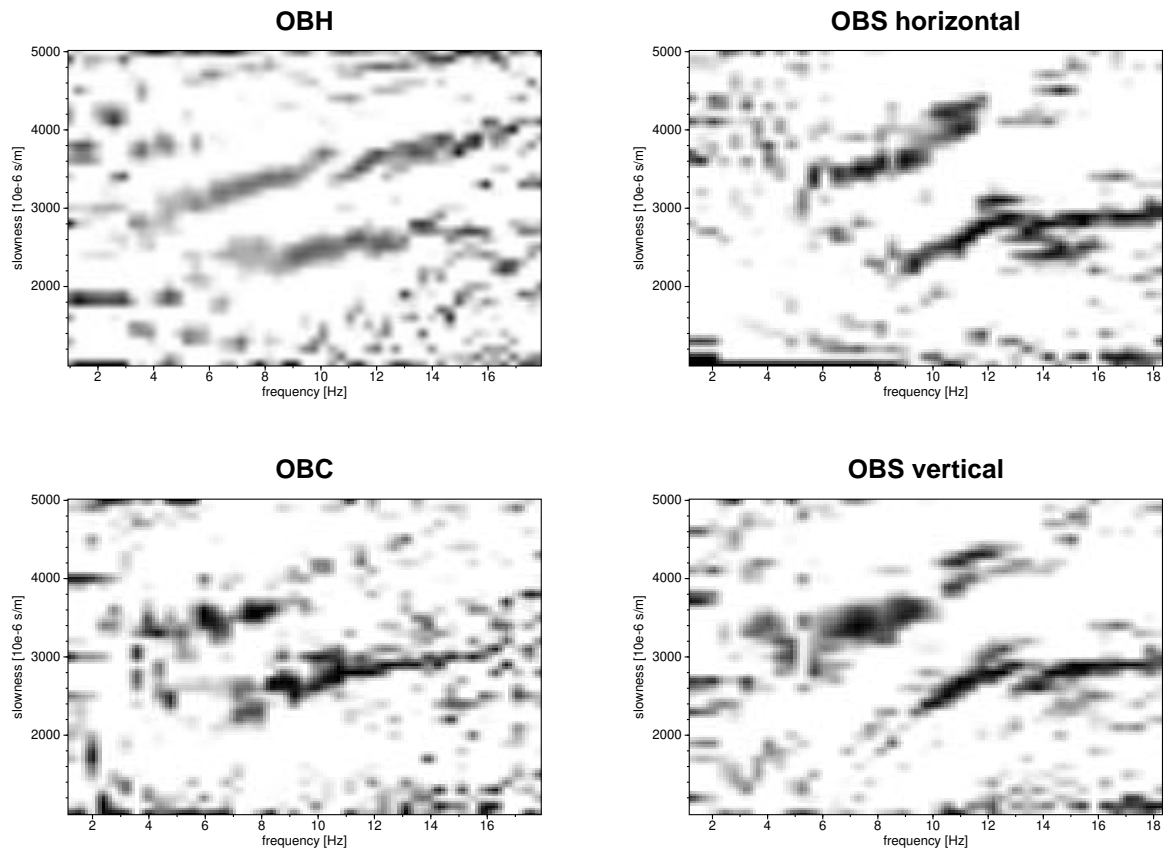 OBH
5000
4000
3000
2000
slowness [10e-6 s/m]
2 4 6 8 10 12 14 16
frequency [Hz]
OBS horizontal
5000
4000
3000
2000
slowness [10e-6 s/m]
2 4 6 8 10 12 14 16 18
frequency [Hz]
OBC
5000
4000
3000
2000
slowness [10e-6 s/m]
2 4 6 8 10 12 14 16
frequency [Hz]
OBS vertical
5000
4000
3000
2000
slowness [10e-6 s/m]
2 4 6 8 10 12 14 16 18
frequency [Hz]